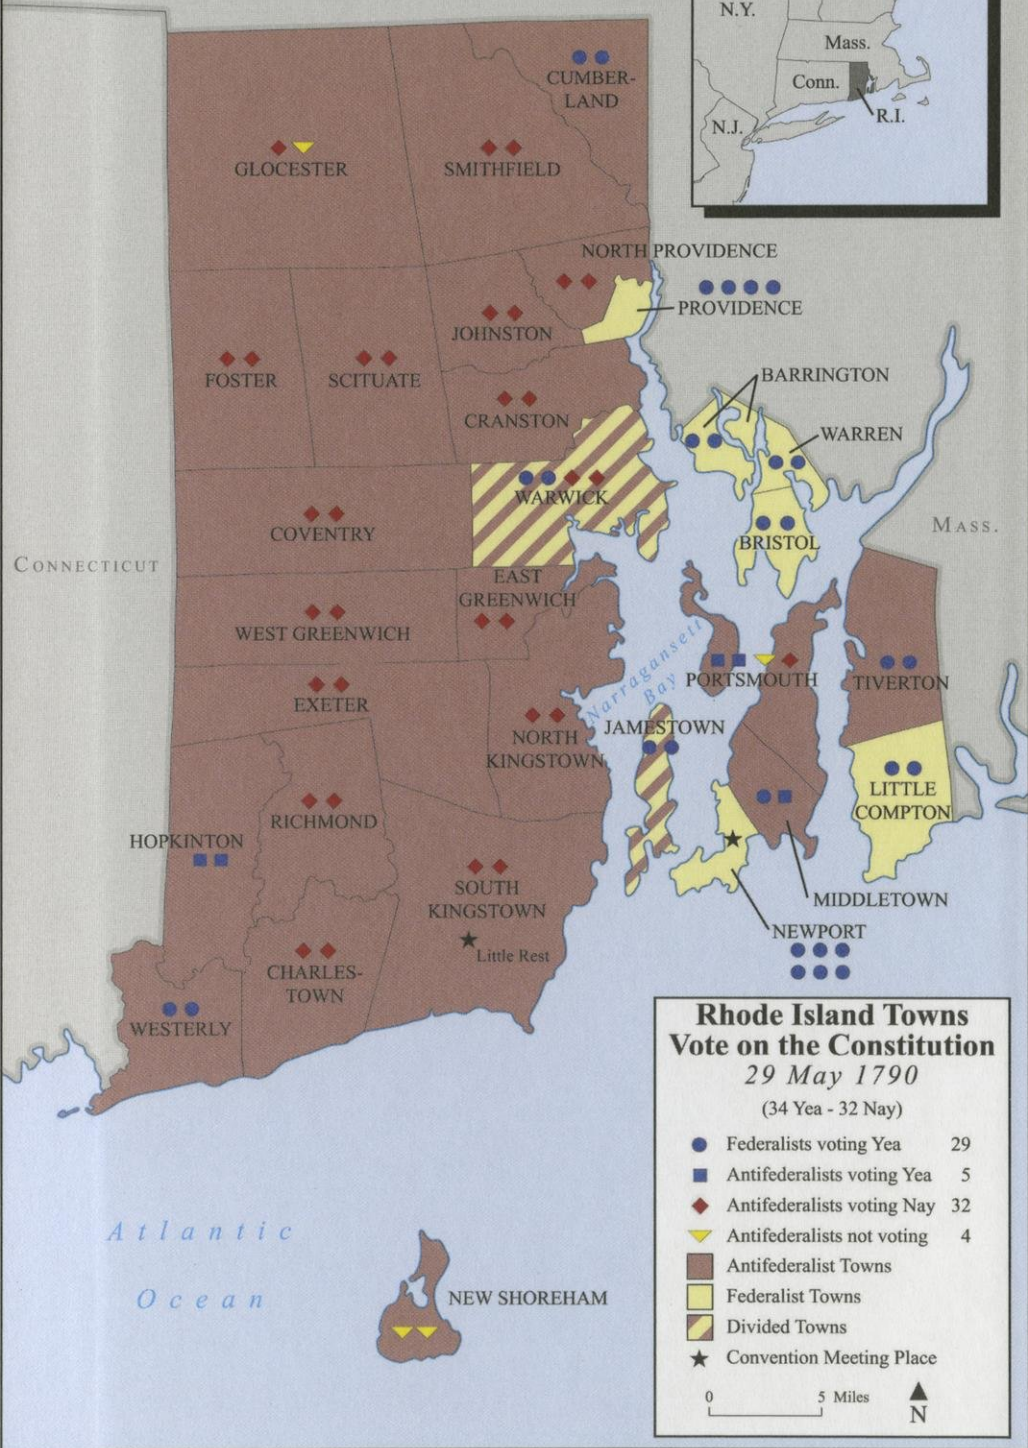 N.Y.
Mass.
Conn.
R.I.
N.J.
CUMBER-
LAND
GLOCESTER
SMITHFIELD
NORTH PROVIDENCE
PROVIDENCE
JOHNSTON
FOSTER
SCITUATE
BARRINGTON
CRANSTON
WARREN
WARWICK
COVENTRY
MASS.
BRISTOL
CONNECTICUT
EAST
GREENWICH
WEST GREENWICH
Narragansett
Bay
PORTSMOUTH
TIVERTON
EXETER
JAMESTOWN
NORTH
KINGSTOWN
LITTLE
COMPTON
RICHMOND
HOPKINTON
SOUTH
KINGSTOWN
MIDDLETOWN
NEWPORT
Little Rest
CHARLES-
TOWN
WESTERLY
Rhode Island Towns
Vote on the Constitution
29 May 1790
(34 Yea - 32 Nay)
Federalists voting Yea 29
Antifederalists voting Yea 5
Antifederalists voting Nay 32
Antifederalists not voting 4
Antifederalist Towns
Federalist Towns
Divided Towns
Convention Meeting Place
0 5 Miles
N
Atlantic
Ocean
NEW SHOREHAM